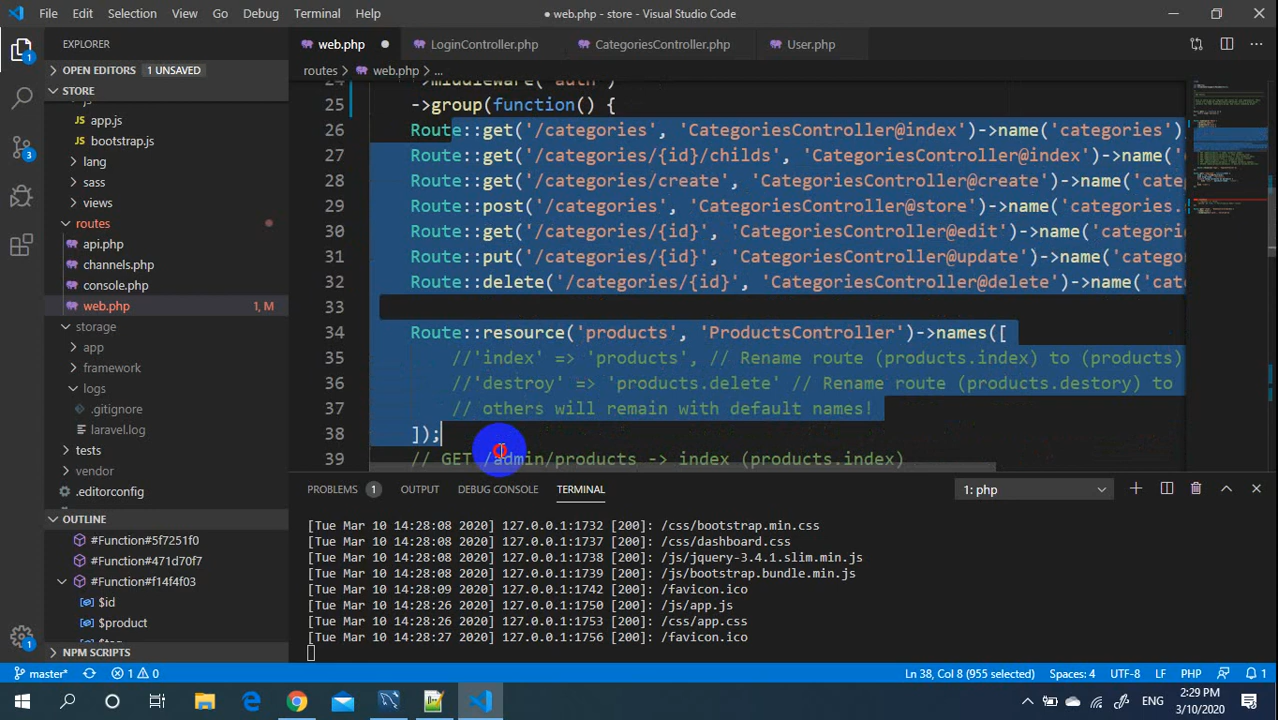 File Edit Selection View Go Debug Terminal Help ● web.php - store - Visual Studio Code
EXPLORER
web.php
LoginController.php
CategoriesController.php
User.php
OPEN EDITORS 1 UNSAVED
STORE
js
app.js
bootstrap.js
lang
sass
views
routes
api.php
channels.php
console.php
web.php 1, M
storage
app
framework
logs
.gitignore
laravel.log
tests
vendor
.editorconfig
OUTLINE
#Function#5f7251f0
#Function#471d70f7
#Function#f14f4f03
$id
$product
NPM SCRIPTS
routes > web.php > ...
24 ->middleware('auth')
25 ->group(function() {
26 Route::get('/categories', 'CategoriesController@index')->name('categories')
27 Route::get('/categories/{id}/childs', 'CategoriesController@index')->name('c
28 Route::get('/categories/create', 'CategoriesController@create')->name('categ
29 Route::post('/categories', 'CategoriesController@store')->name('categories.
30 Route::get('/categories/{id}', 'CategoriesController@edit')->name('categori
31 Route::put('/categories/{id}', 'CategoriesController@update')->name('catego
32 Route::delete('/categories/{id}', 'CategoriesController@delete')->name('cat
33
34 Route::resource('products', 'ProductsController')->names([
35 //'index' => 'products', // Rename route (products.index) to (products)
36 //'destroy' => 'products.delete' // Rename route (products.destory) to
37 // others will remain with default names!
38 ]);
39 // GET /admin/products -> index (products.index)
PROBLEMS 1 OUTPUT DEBUG CONSOLE TERMINAL 1: php
[Tue Mar 10 14:28:08 2020] 127.0.0.1:1732 [200]: /css/bootstrap.min.css
[Tue Mar 10 14:28:08 2020] 127.0.0.1:1737 [200]: /css/dashboard.css
[Tue Mar 10 14:28:08 2020] 127.0.0.1:1738 [200]: /js/jquery-3.4.1.slim.min.js
[Tue Mar 10 14:28:08 2020] 127.0.0.1:1739 [200]: /js/bootstrap.bundle.min.js
[Tue Mar 10 14:28:09 2020] 127.0.0.1:1742 [200]: /favicon.ico
[Tue Mar 10 14:28:26 2020] 127.0.0.1:1750 [200]: /js/app.js
[Tue Mar 10 14:28:26 2020] 127.0.0.1:1753 [200]: /css/app.css
[Tue Mar 10 14:28:27 2020] 127.0.0.1:1756 [200]: /favicon.ico
master* 1 0 Ln 38, Col 8 (955 selected) Spaces: 4 UTF-8 LF PHP 1
ENG 2:29 PM
3/10/2020